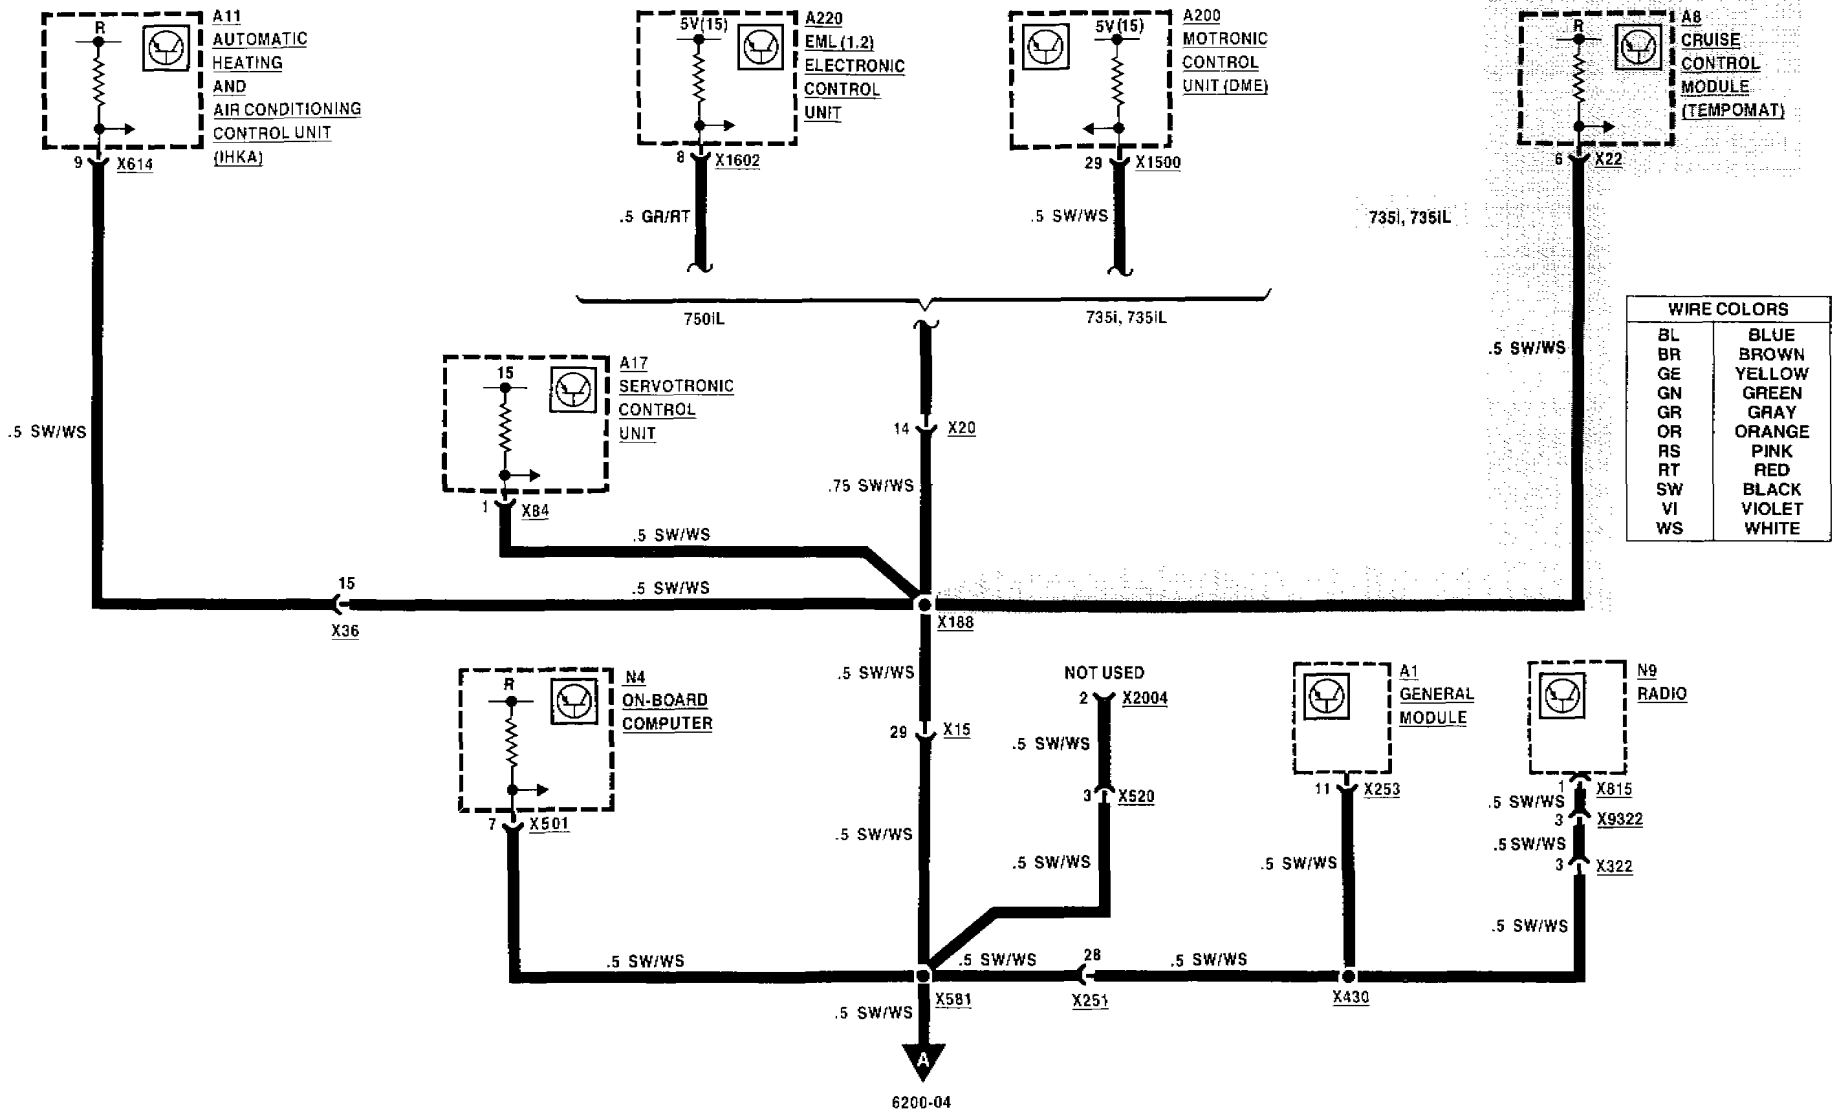 A11
AUTOMATIC
HEATING
AND
AIR CONDITIONING
CONTROL UNIT
(IHKA)
R
9
X614
A220
EML (1.2)
ELECTRONIC
CONTROL
UNIT
5V(15)
8
X1602
.5 GR/RT
A200
MOTRONIC
CONTROL
UNIT (DME)
5V(15)
29
X1500
.5 SW/WS
A8
CRUISE
CONTROL
MODULE
(TEMPOMAT)
R
6
X22
735i, 735iL
.5 SW/WS
750iL
735i, 735iL
WIRE COLORS
BL BLUE
BR BROWN
GE YELLOW
GN GREEN
GR GRAY
OR ORANGE
RS PINK
RT RED
SW BLACK
VI VIOLET
WS WHITE
A17
SERVOTRONIC
CONTROL
UNIT
15
1
X84
.5 SW/WS
14
X20
.75 SW/WS
.5 SW/WS
15
X36
.5 SW/WS
X188
N4
ON-BOARD
COMPUTER
R
7
X501
.5 SW/WS
29
X15
.5 SW/WS
NOT USED
2
X2004
.5 SW/WS
3
X520
.5 SW/WS
A1
GENERAL
MODULE
11
X253
.5 SW/WS
N9
RADIO
1
X815
.5 SW/WS
3
X9322
.5 SW/WS
3
X322
.5 SW/WS
.5 SW/WS
.5 SW/WS
28
X251
.5 SW/WS
X430
X581
.5 SW/WS
A
6200-04